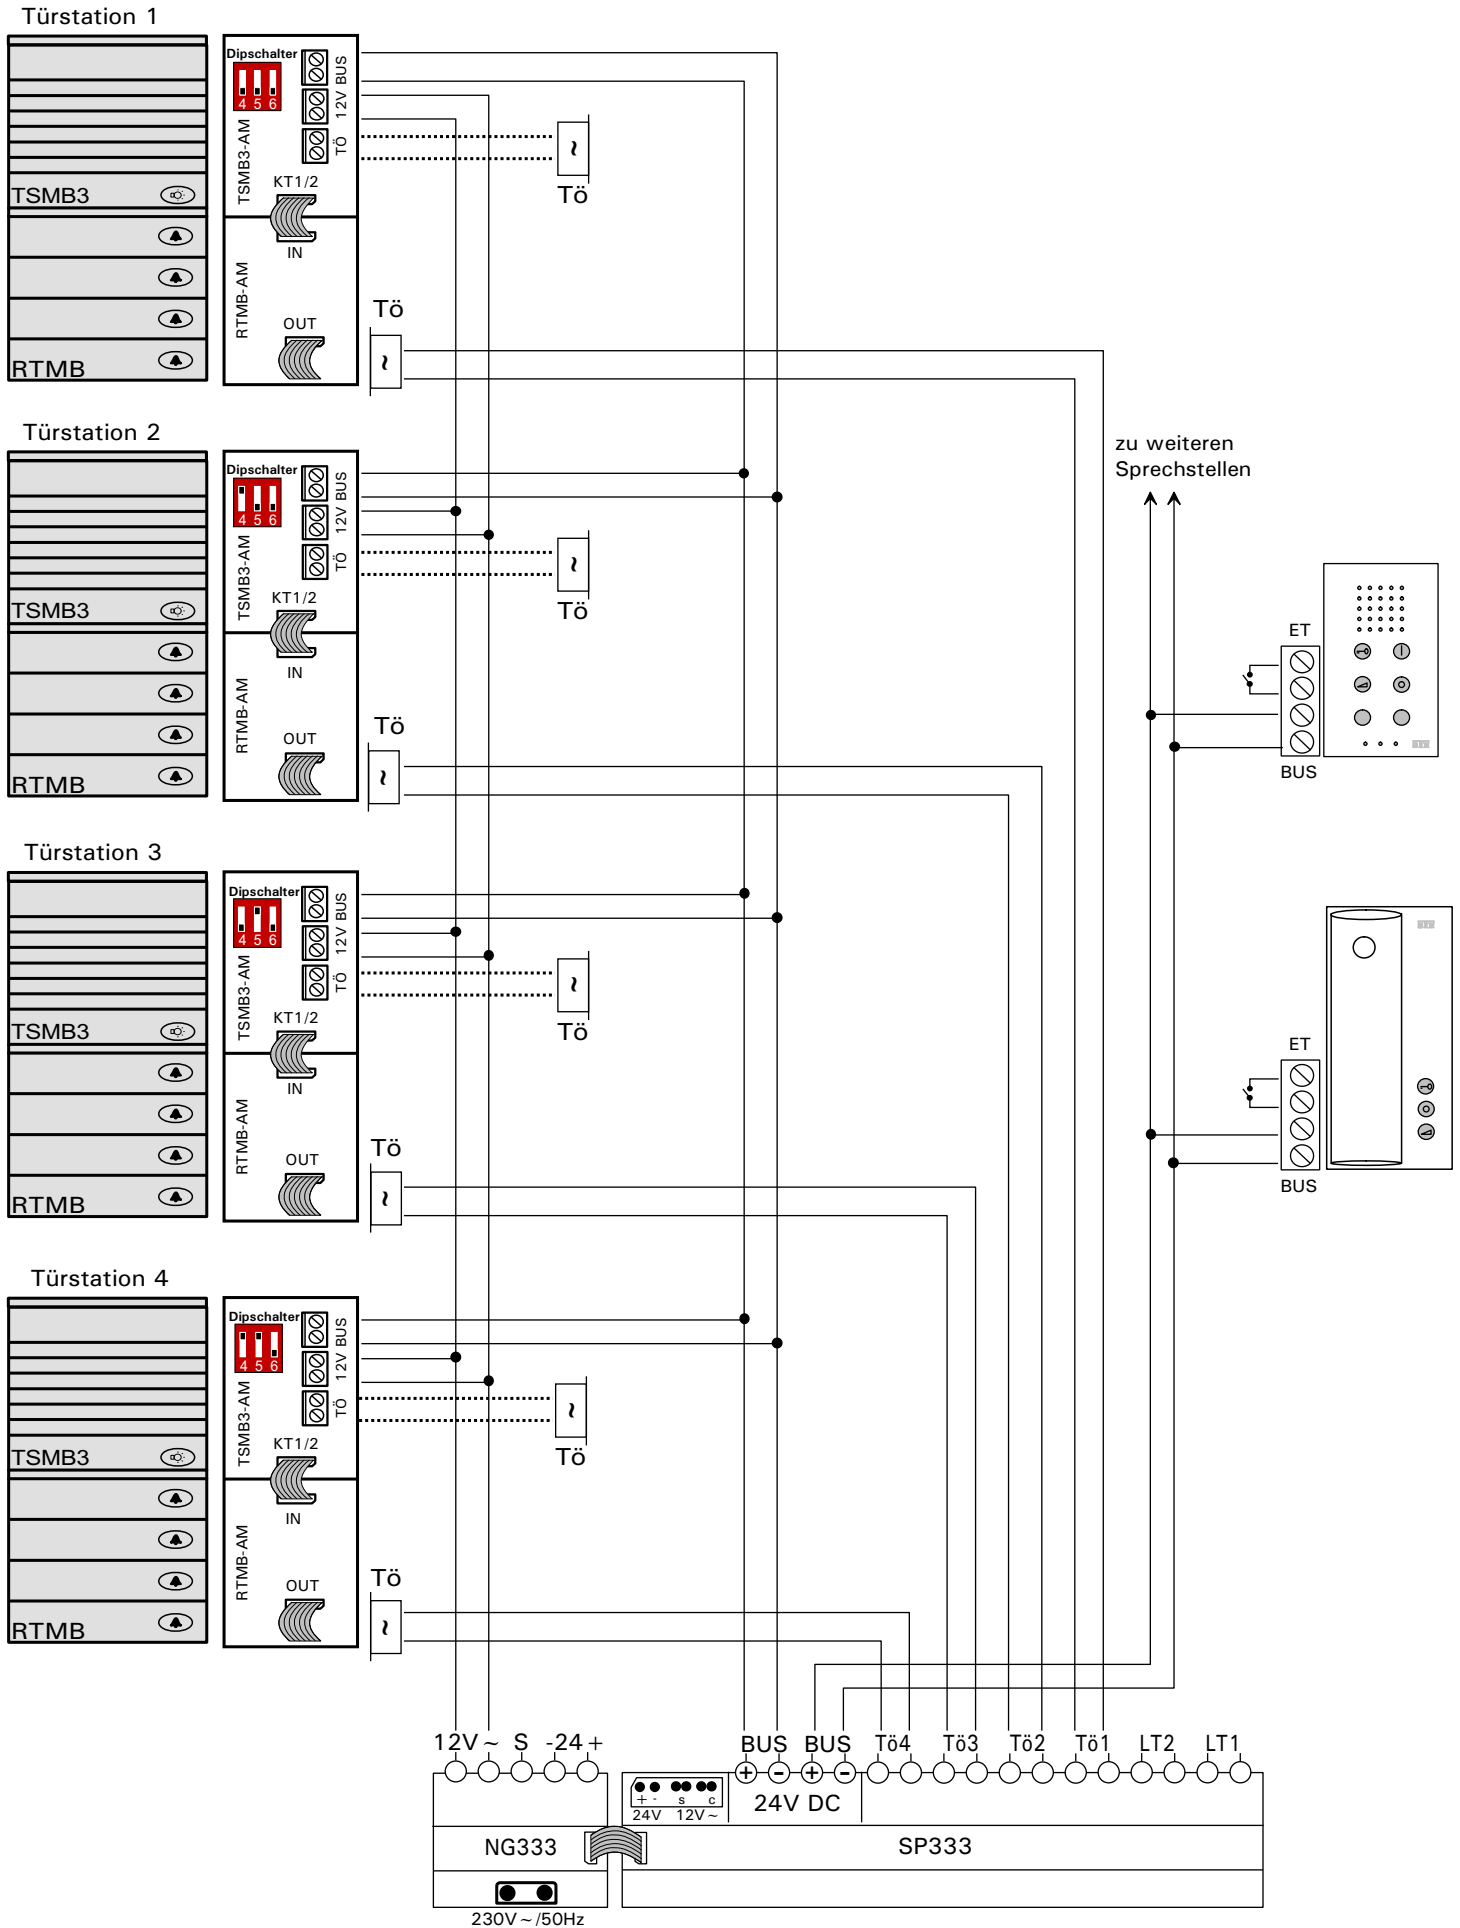 Türstation 1
Dipschalter
4 5 6
BUS
12V
TÖ
TSMB3-AM
KT1/2
IN
RTMB-AM
OUT
TSMB3
RTMB
Tö
Tö
Türstation 2
Dipschalter
4 5 6
BUS
12V
TÖ
TSMB3-AM
KT1/2
IN
RTMB-AM
OUT
TSMB3
RTMB
Tö
Tö
zu weiteren
Sprechstellen
ET
BUS
Türstation 3
Dipschalter
4 5 6
BUS
12V
TÖ
TSMB3-AM
KT1/2
IN
RTMB-AM
OUT
TSMB3
RTMB
Tö
Tö
ET
BUS
Türstation 4
Dipschalter
4 5 6
BUS
12V
TÖ
TSMB3-AM
KT1/2
IN
RTMB-AM
OUT
TSMB3
RTMB
Tö
Tö
12V~ S -24+
BUS BUS Tö4 Tö3 Tö2 Tö1 LT2 LT1
+ - + -
+ - s c
24V 12V~
24V DC
NG333
SP333
230V~/50Hz